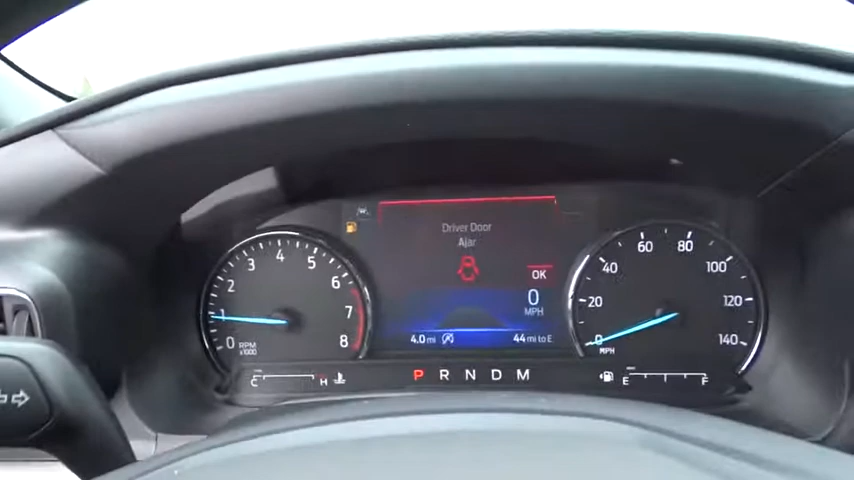 Driver Door
Ajar
OK
0
MPH
4.0 mi
44 mi to E
0 1 2 3 4 5 6 7 8
RPM
x1000
0 20 40 60 80 100 120 140
MPH
C H
P R N D M
E F